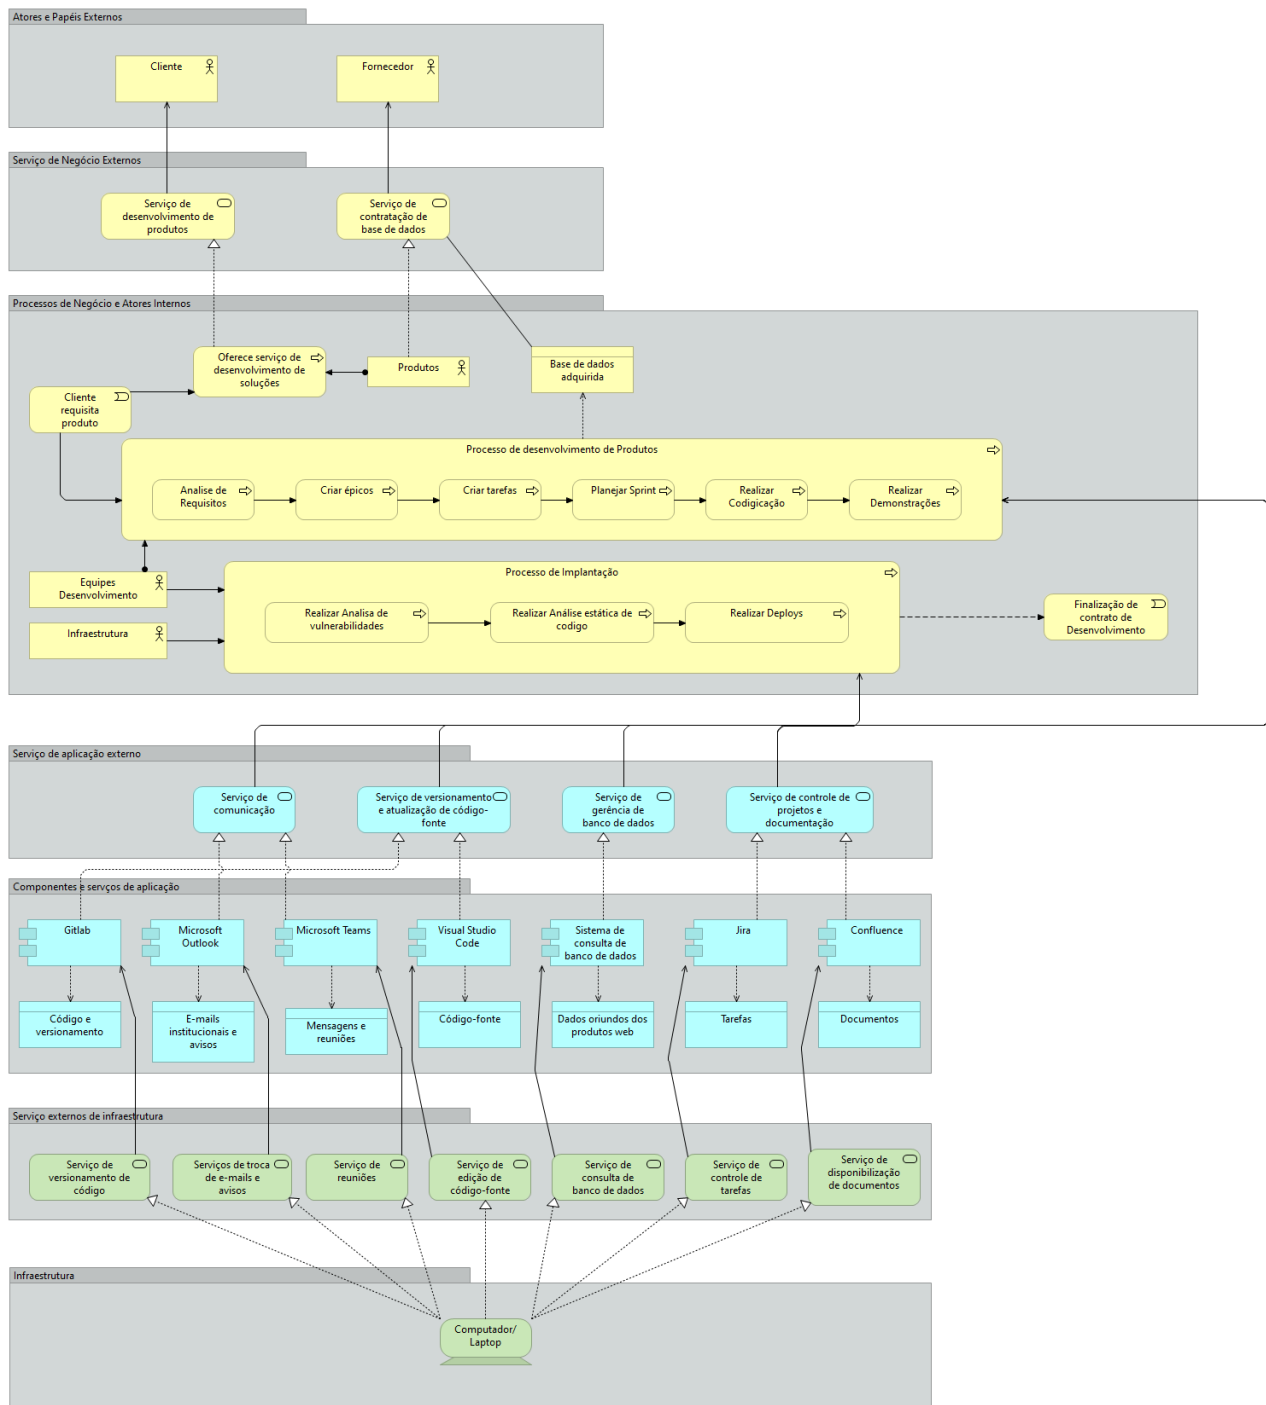 Atores e Papéis Externos
Cliente
Fornecedor
Serviço de Negócio Externos
Serviço de
desenvolvimento de
produtos
Serviço de
contratação de
base de dados
Processos de Negócio e Atores Internos
Oferece serviço de
desenvolvimento de
soluções
Produtos
Base de dados
adquirida
Cliente
requisita
produto
Processo de desenvolvimento de Produtos
Analise de
Requisitos
Criar épicos
Criar tarefas
Planejar Sprint
Realizar
Codigicação
Realizar
Demonstrações
Equipes
Desenvolvimento
Infraestrutura
Processo de Implantação
Realizar Analisa de
vulnerabilidades
Realizar Análise estática de
codigo
Realizar Deploys
Finalização de
contrato de
Desenvolvimento
Serviço de aplicação externo
Serviço de
comunicação
Serviço de versionamento
e atualização de código-
fonte
Serviço de
gerência de
banco de dados
Serviço de controle de
projetos e
documentação
Componentes e servços de aplicação
Gitlab
Microsoft
Outlook
Microsoft Teams
Visual Studio
Code
Sistema de
consulta de
banco de dados
Jira
Confluence
Código e
versionamento
E-mails
institucionais e
avisos
Mensagens e
reuniões
Código-fonte
Dados oriundos dos
produtos web
Tarefas
Documentos
Serviço externos de infraestrutura
Serviço de
versionamento de
código
Serviços de troca
de e-mails e
avisos
Serviço de
reuniões
Serviço de
edição de
código-fonte
Serviço de
consulta de
banco de dados
Serviço de
controle de
tarefas
Serviço de
disponibilização
de documentos
Infraestrutura
Computador/
Laptop